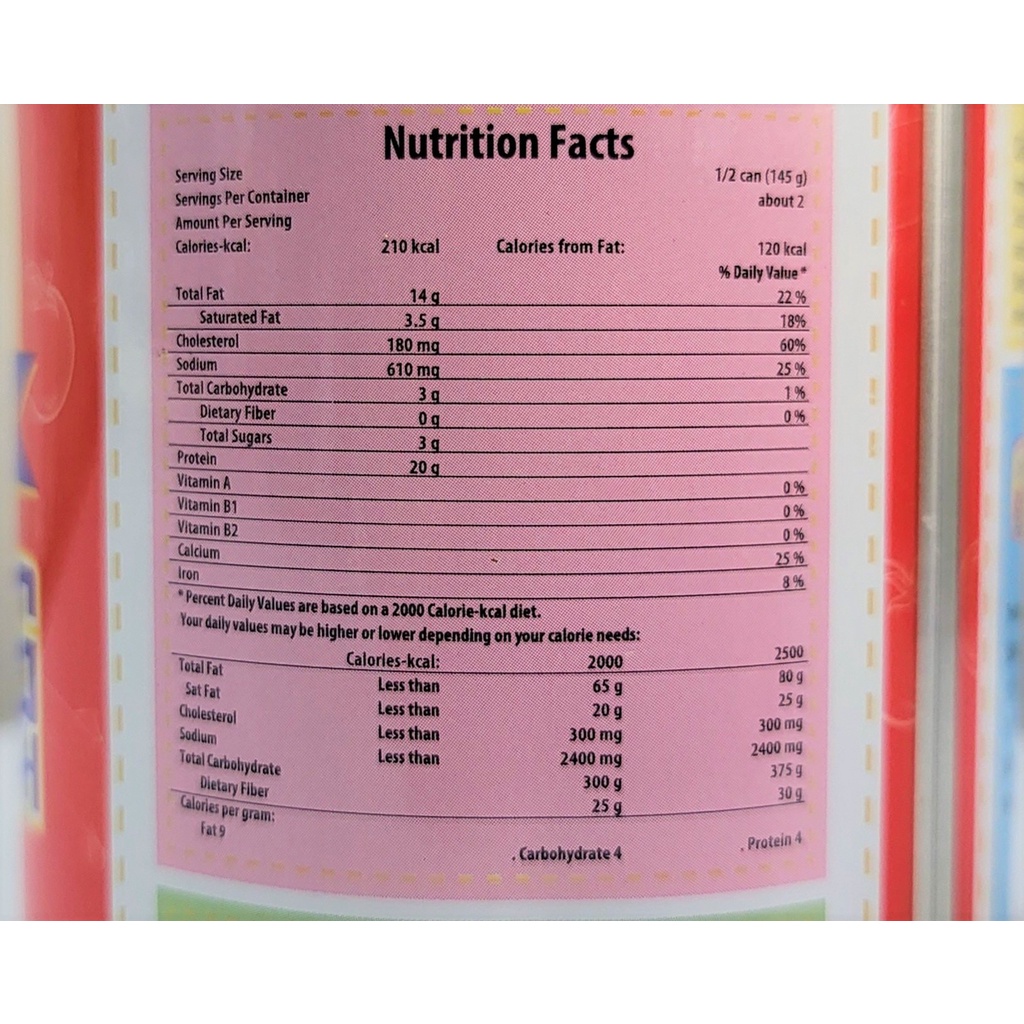 Nutrition Facts
Serving Size 1/2 can (145 g)
Servings Per Container about 2
Amount Per Serving
Calories-kcal: 210 kcal Calories from Fat: 120 kcal
% Daily Value *
Total Fat 14 g 22 %
Saturated Fat 3.5 g 18%
Cholesterol 180 mg 60%
Sodium 610 mg 25 %
Total Carbohydrate 3 g 1 %
Dietary Fiber 0 g 0 %
Total Sugars 3 g
Protein 20 g
Vitamin A 0 %
Vitamin B1 0 %
Vitamin B2 0 %
Calcium 25 %
Iron 8 %
* Percent Daily Values are based on a 2000 Calorie-kcal diet.
Your daily values may be higher or lower depending on your calorie needs:
Calories-kcal: 2000 2500
Total Fat Less than 65 g 80 g
Sat Fat Less than 20 g 25 g
Cholesterol Less than 300 mg 300 mg
Sodium Less than 2400 mg 2400 mg
Total Carbohydrate 300 g 375 g
Dietary Fiber 25 g 30 g
Calories per gram:
Fat 9 . Carbohydrate 4 . Protein 4